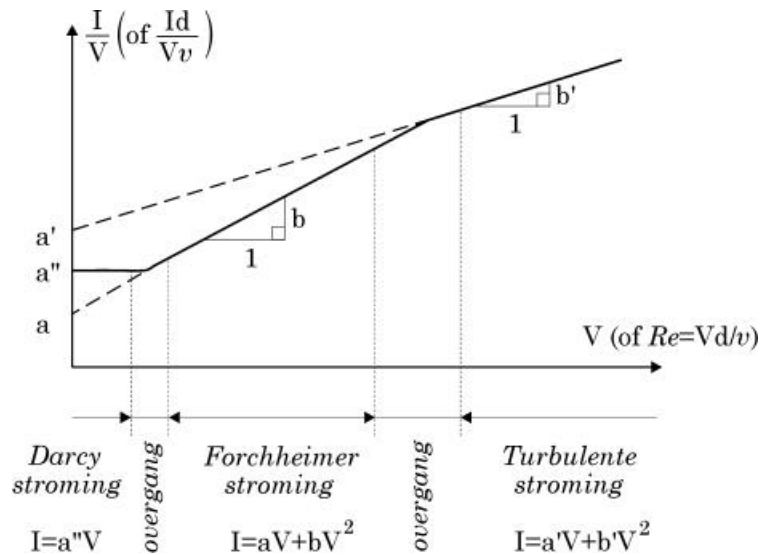 I/V (of Id/Vv)
b'
1
a'
b
a"
1
a
V (of Re=Vd/v)
Darcy
stroming
overgang
Forchheimer
stroming
overgang
Turbulente
stroming
I=a"V
I=aV+bV²
I=a'V+b'V²